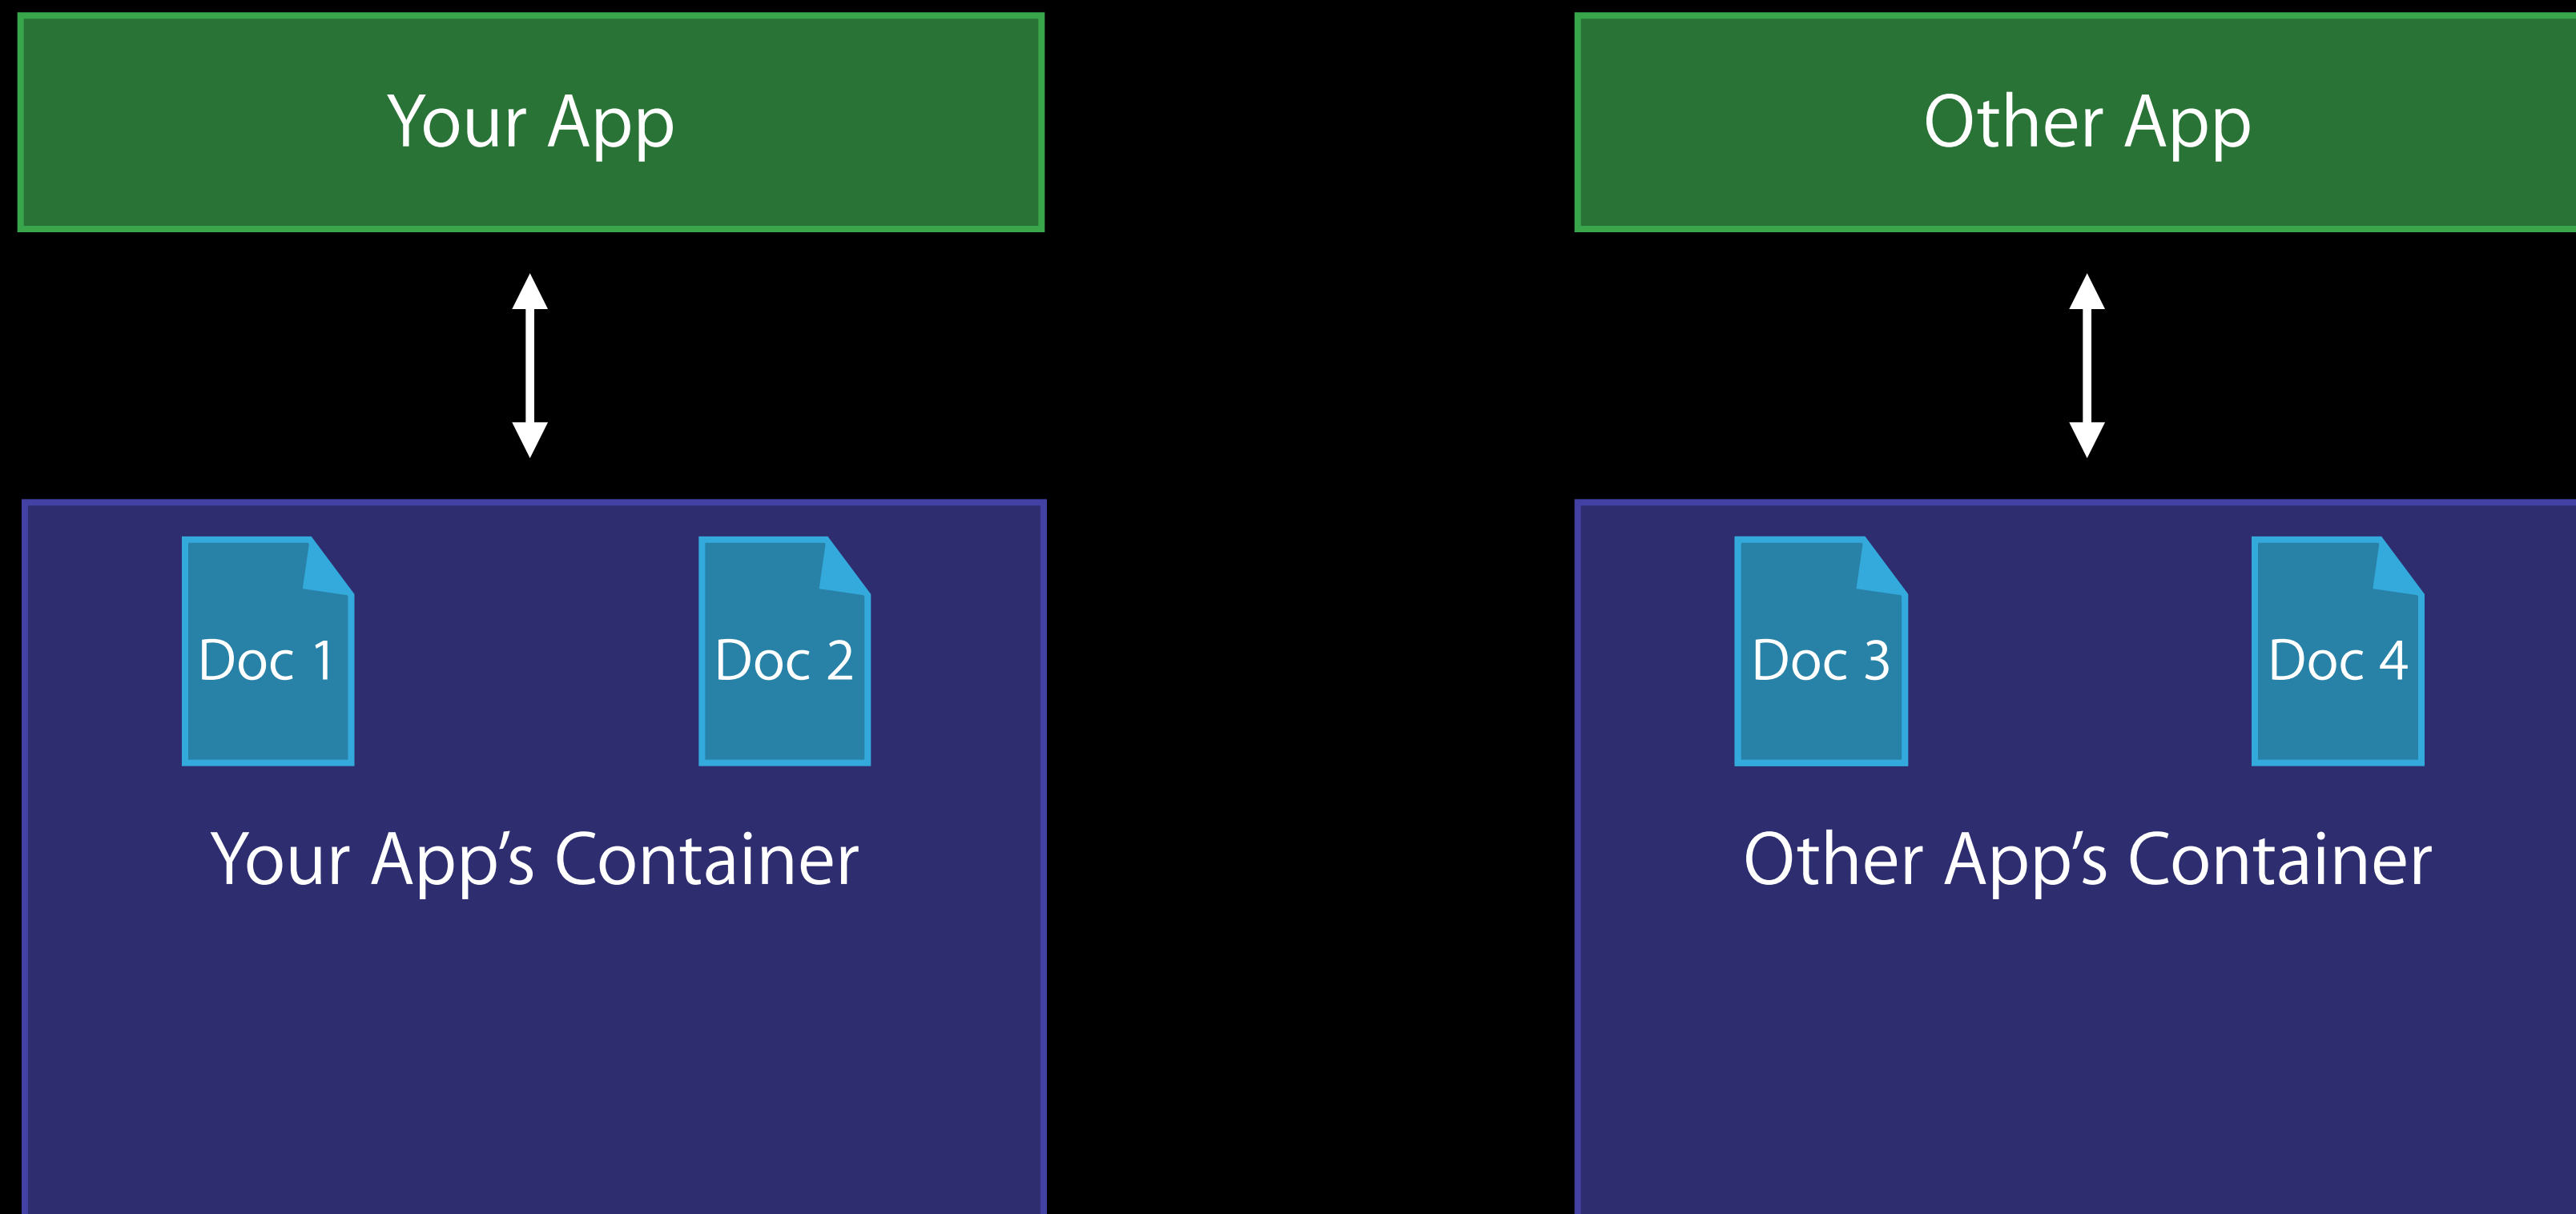 Your App
Other App
Doc 1
Doc 2
Doc 3
Doc 4
Your App’s Container
Other App’s Container